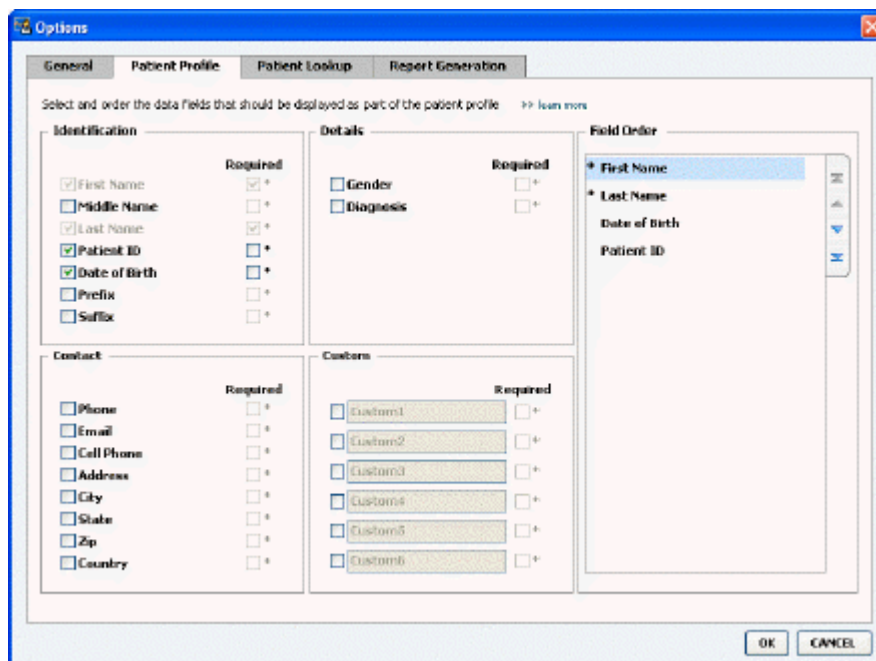 Options
General Patient Profile Patient Lookup Report Generation
Select and order the data fields that should be displayed as part of the patient profile >> learn more
Identification
Required
First Name *
Middle Name *
Last Name *
Patient ID *
Date of Birth *
Prefix *
Suffix *
Details
Required
Gender *
Diagnosis *
Field Order
* First Name
* Last Name
Date of Birth
Patient ID
Contact
Required
Phone *
Email *
Cell Phone *
Address *
City *
State *
Zip *
Country *
Custom
Required
Custom1 *
Custom2 *
Custom3 *
Custom4 *
Custom5 *
Custom6 *
OK CANCEL